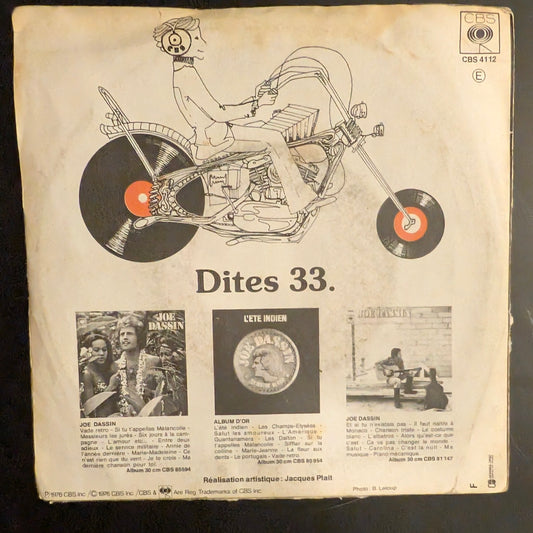 CBS
CBS
CBS 4112
E
Dites 33.
JOE
DASSIN
L'ÉTÉ INDIEN
JOE DASSIN
JOE DASSIN
JOE DASSIN
Vade retro - Si tu t'appelles Mélancolie -
Messieurs les jurés - Six jours à la cam-
pagne - L'amour etc... - Entre deux
adieux - Le service militaire - Annie de
l'année dernière - Marie-Madeleine - Ce
n'est rien que du vent - Je te crois - Ma
dernière chanson pour toi.
Album 30 cm CBS 80594
ALBUM D'OR
L'été indien - Les Champs-Elysées -
Salut les amoureux - L'Amérique -
Guantanamera - Les Dalton - Si tu
t'appelles Mélancolie - Siffler sur la
colline - Marie-Jeanne - La fleur aux
dents - Le portugais - Vade retro.
Album 30 cm CBS 80 954
JOE DASSIN
Et si tu n'existais pas - Il faut naître à
Monaco - Chanson triste - Le costume
blanc - L'albatros - Alors qu'est-ce que
c'est - Ça va pas changer le monde -
Salut - Carolina - C'est la nuit - Ma
musique - Piano mécanique.
Album 30 cm CBS 81 147
Réalisation artistique : Jacques Plait
℗ 1976 CBS Inc / © 1976 CBS Inc / CBS & Are Reg. Trademarks of CBS Inc
Photo : B. Leloup
F